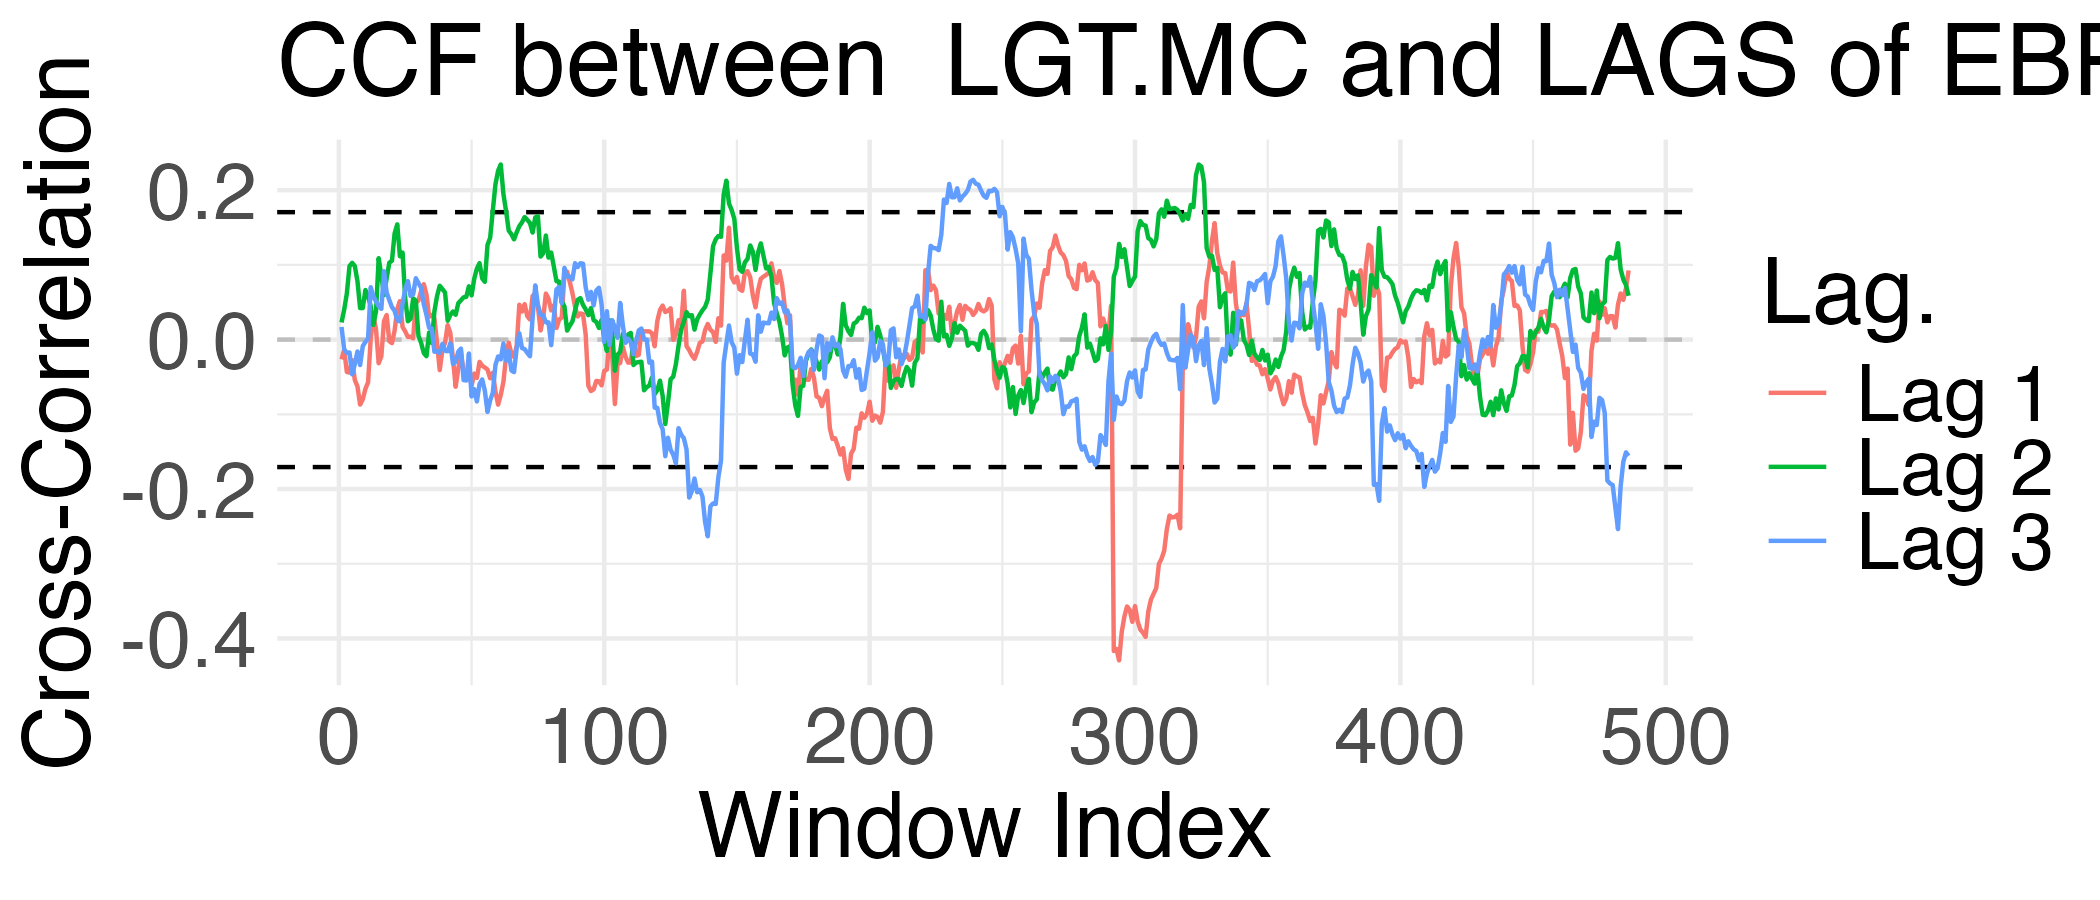 CCF between  LGT.MC and LAGS of
Cross-Correlation
0.2
0.0
-0.2
-0.4
0
100
200
300
400
500
Window Index
Lag.
Lag 1
Lag 2
Lag 3